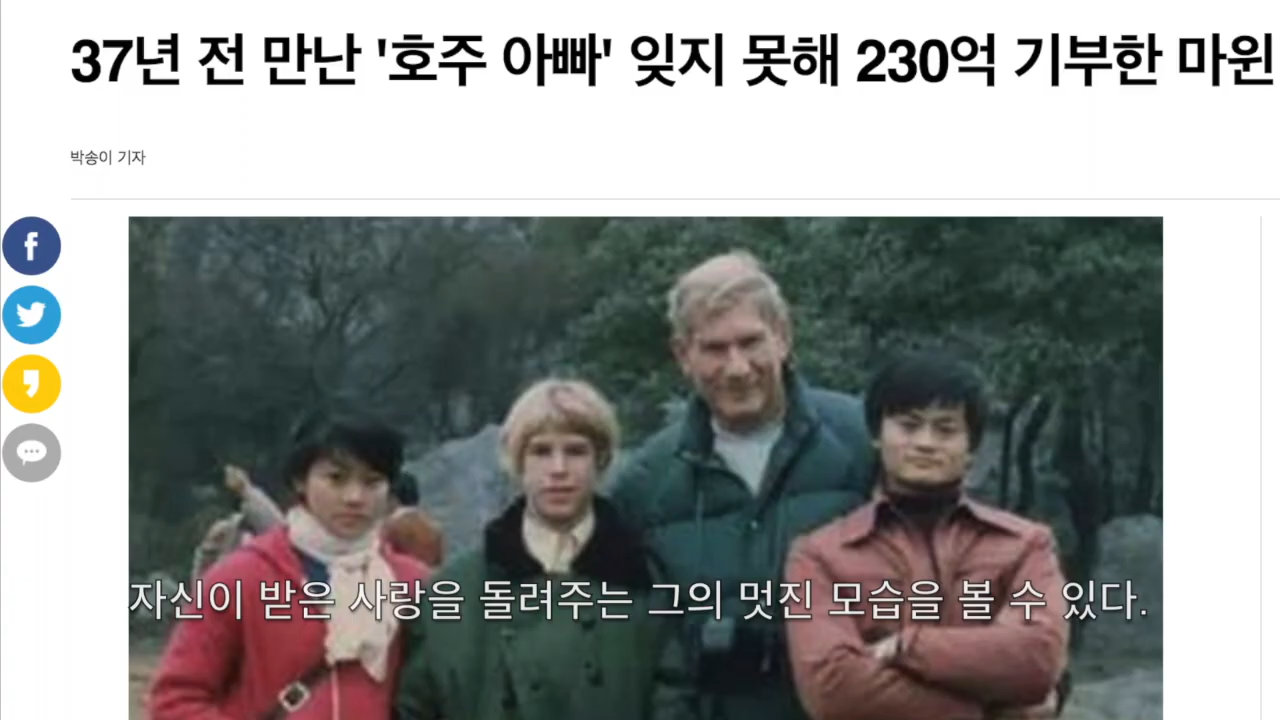 37년 전 만난 '호주 아빠' 잊지 못해 230억 기부한 마윈
박송이 기자
자신이 받은 사랑을 돌려주는 그의 멋진 모습을 볼 수 있다.